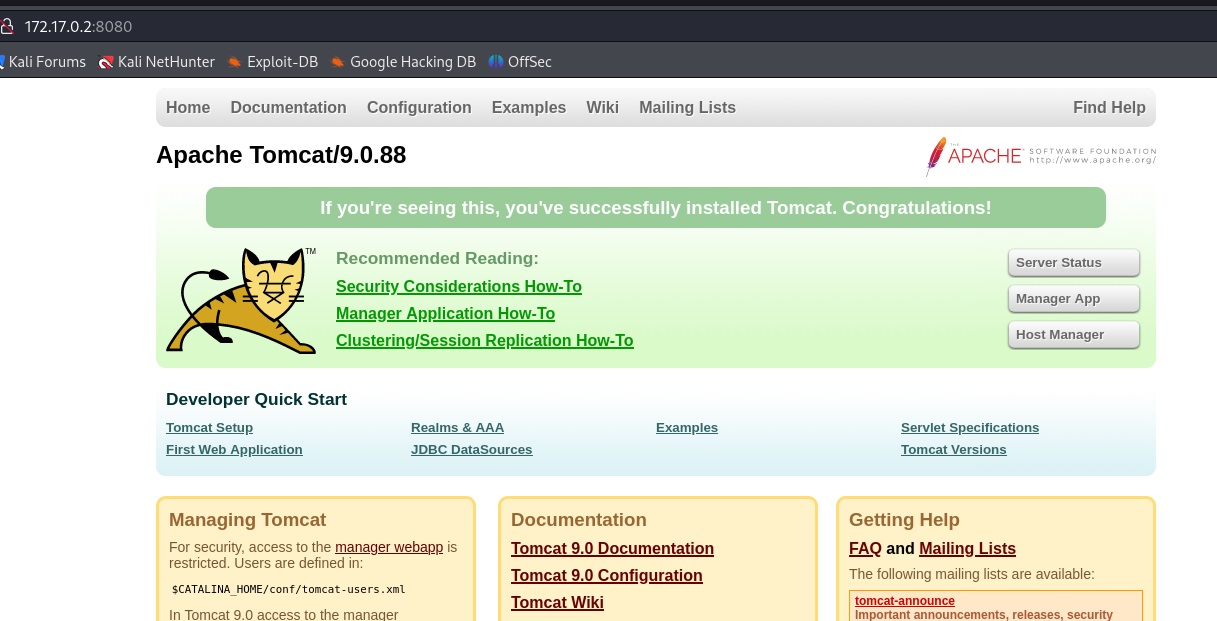 172.17.0.2:8080
Kali Forums Kali NetHunter Exploit-DB Google Hacking DB OffSec
Home Documentation Configuration Examples Wiki Mailing Lists Find Help
Apache Tomcat/9.0.88
THE
APACHE
SOFTWARE FOUNDATION
http://www.apache.org/
If you're seeing this, you've successfully installed Tomcat. Congratulations!
TM
Recommended Reading:
Security Considerations How-To
Manager Application How-To
Clustering/Session Replication How-To
Server Status
Manager App
Host Manager
Developer Quick Start
Tomcat Setup
First Web Application
Realms & AAA
JDBC DataSources
Examples
Servlet Specifications
Tomcat Versions
Managing Tomcat
For security, access to the manager webapp is
restricted. Users are defined in:
$CATALINA_HOME/conf/tomcat-users.xml
In Tomcat 9.0 access to the manager
Documentation
Tomcat 9.0 Documentation
Tomcat 9.0 Configuration
Tomcat Wiki
Getting Help
FAQ and Mailing Lists
The following mailing lists are available:
tomcat-announce
Important announcements, releases, security